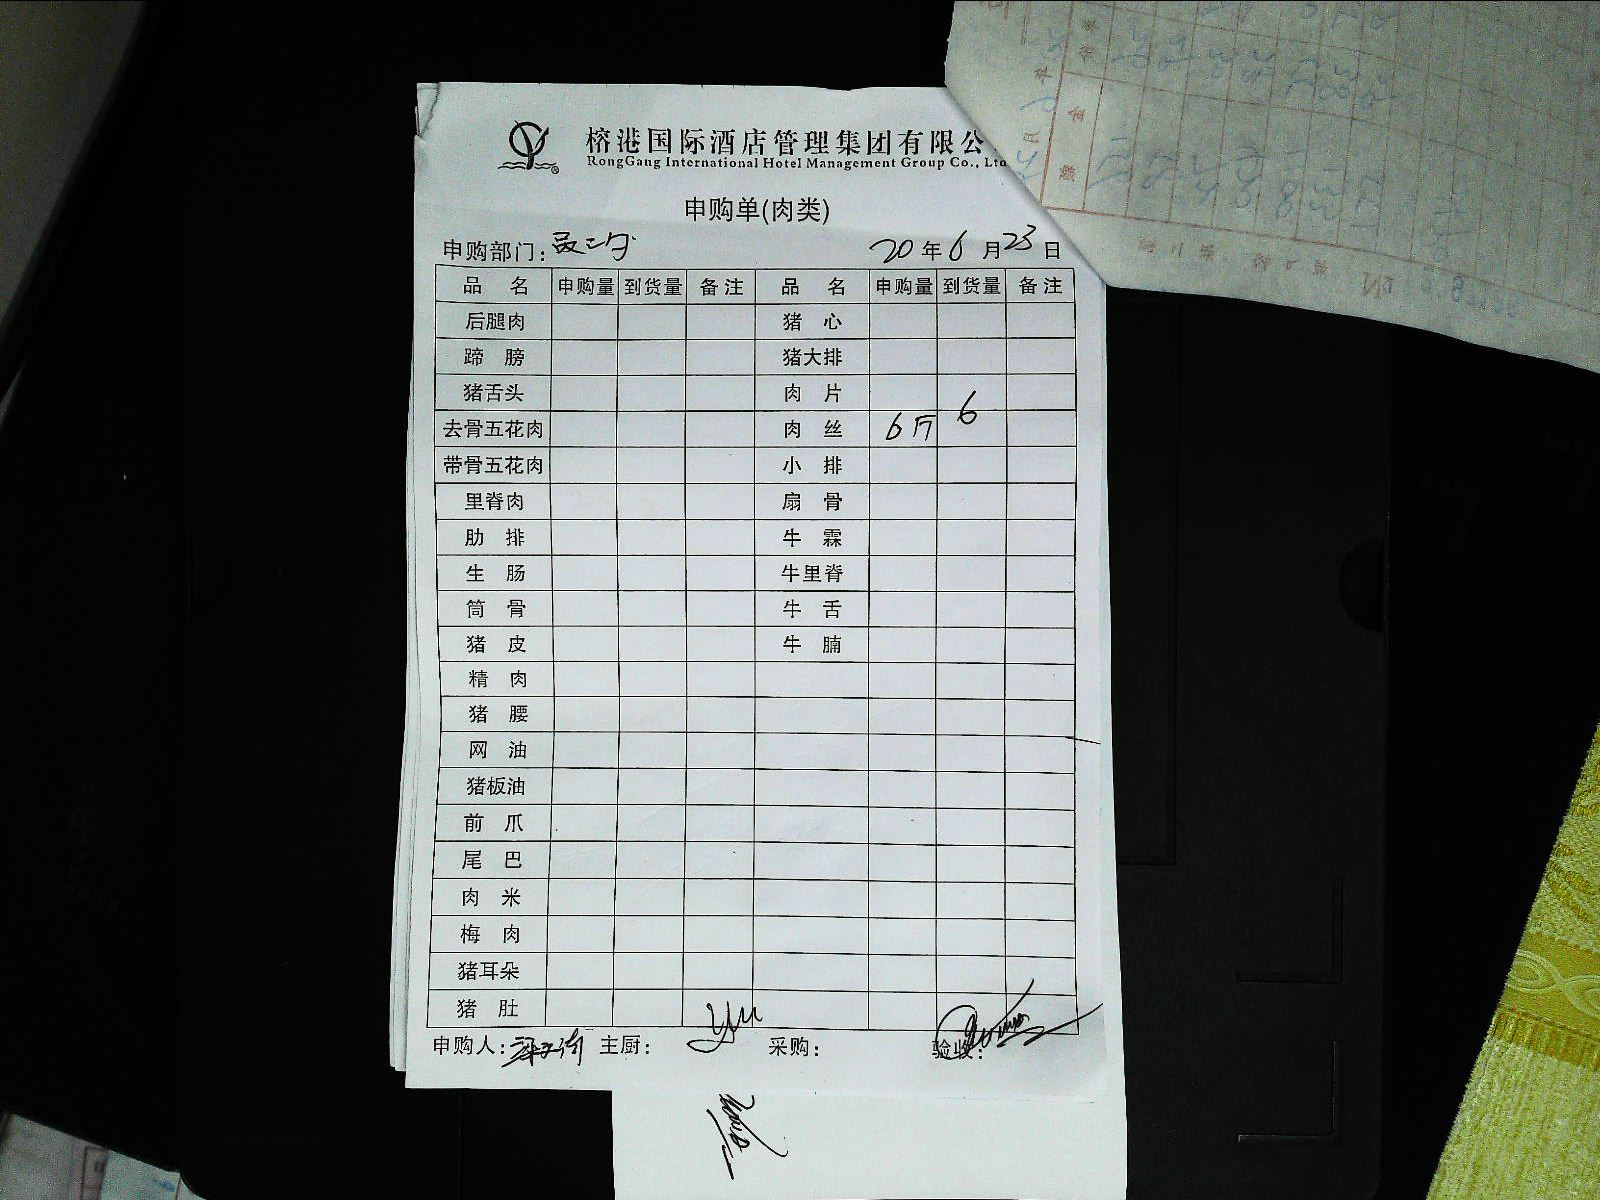 榕港国际酒店管理集团有限公
RongGang International Hotel Management Group Co., Ltd
申购单(肉类)
申购部门: 20年6月23日
品名 申购量 到货量 备注 品名 申购量 到货量 备注
后腿肉 猪心
蹄膀 猪大排
猪舌头 肉片
去骨五花肉 肉丝 6斤 6
带骨五花肉 小排
里脊肉 扇骨
肋排 牛霖
生肠 牛里脊
筒骨 牛舌
猪皮 牛腩
精肉
猪腰
网油
猪板油
前爪
尾巴
肉米
梅肉
猪耳朵
猪肚
申购人: 主厨: 采购: 验收: